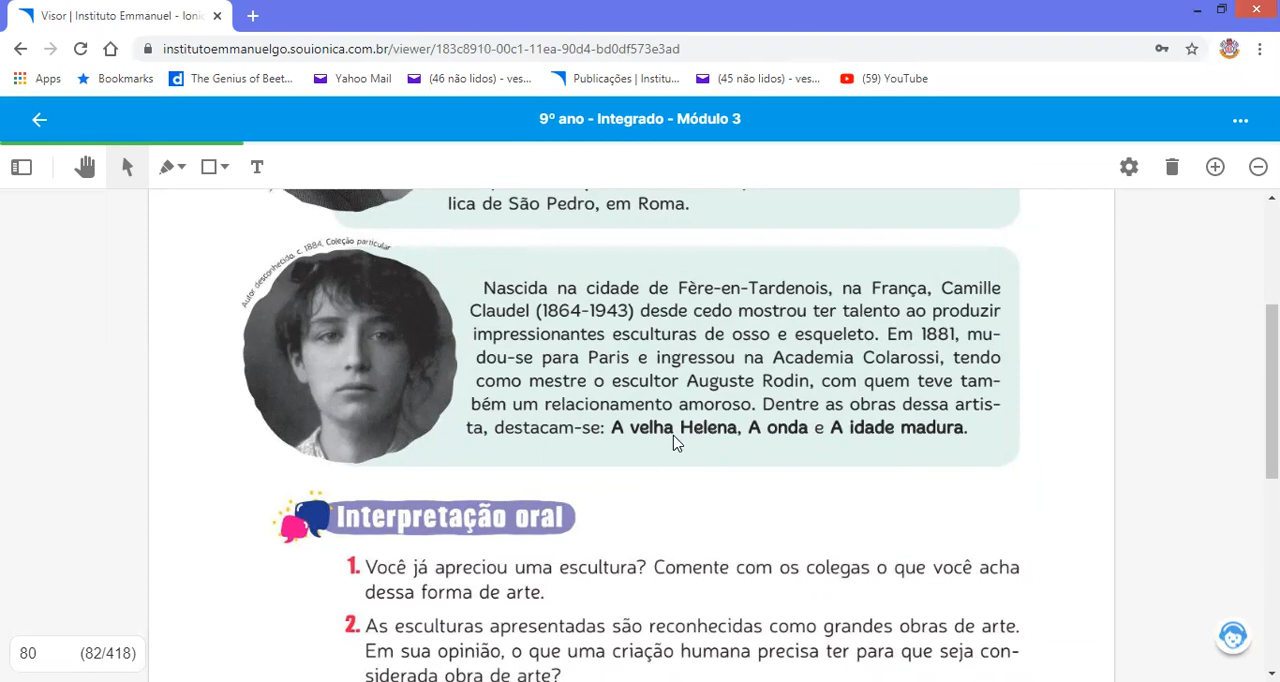 Visor | Instituto Emmanuel - Ioni
institutoemmanuelgo.souionica.com.br/viewer/183c8910-00c1-11ea-90d4-bd0df573e3ad
Apps Bookmarks The Genius of Beet... Yahoo Mail (46 não lidos) - ves... Publicações | Institu... (45 não lidos) - ves... (59) YouTube
9º ano - Integrado - Módulo 3
lica de São Pedro, em Roma.
Autor desconhecido. c. 1884. Coleção particular
Nascida na cidade de Fère-en-Tardenois, na França, Camille
Claudel (1864-1943) desde cedo mostrou ter talento ao produzir
impressionantes esculturas de osso e esqueleto. Em 1881, mu-
dou-se para Paris e ingressou na Academia Colarossi, tendo
como mestre o escultor Auguste Rodin, com quem teve tam-
bém um relacionamento amoroso. Dentre as obras dessa artis-
ta, destacam-se: A velha Helena, A onda e A idade madura.
Interpretação oral
1. Você já apreciou uma escultura? Comente com os colegas o que você acha
dessa forma de arte.
2. As esculturas apresentadas são reconhecidas como grandes obras de arte.
Em sua opinião, o que uma criação humana precisa ter para que seja con-
siderada obra de arte?
80 (82/418)